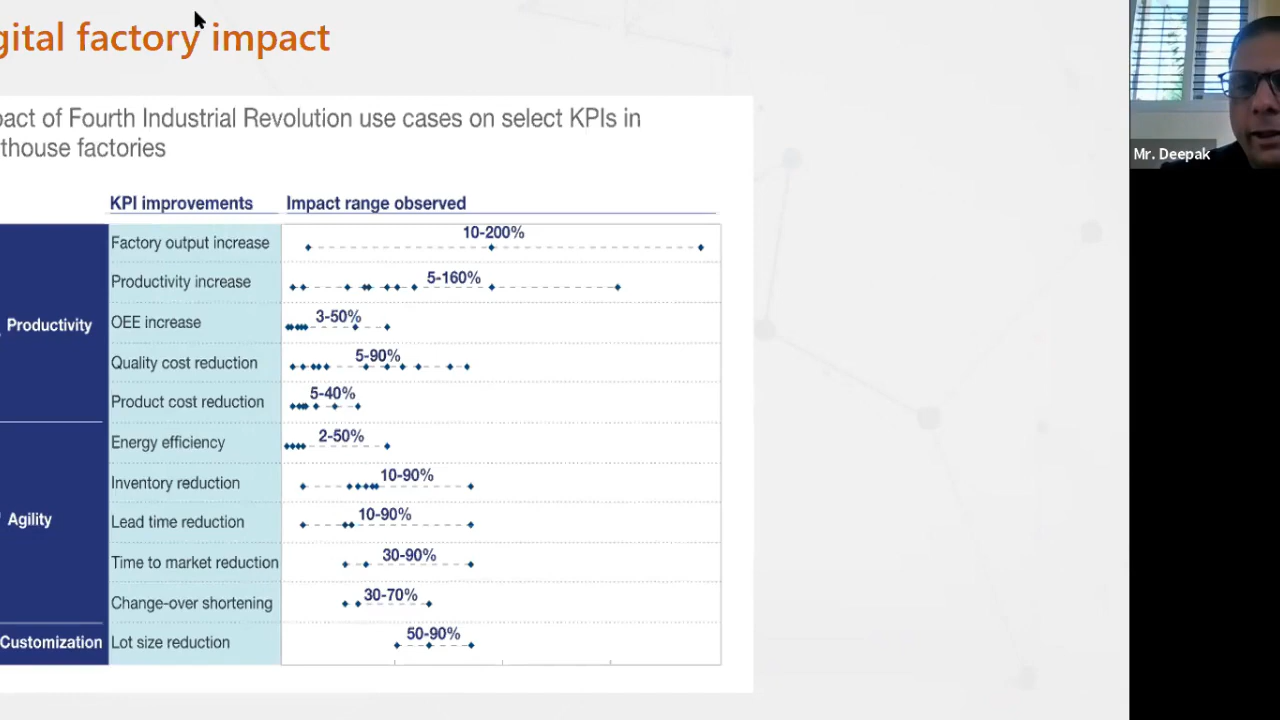 gital factory impact
pact of Fourth Industrial Revolution use cases on select KPIs in
thouse factories
KPI improvements Impact range observed
Factory output increase 10-200%
Productivity increase 5-160%
Productivity
OEE increase 3-50%
Quality cost reduction 5-90%
Product cost reduction 5-40%
Energy efficiency 2-50%
Inventory reduction 10-90%
Agility
Lead time reduction 10-90%
Time to market reduction 30-90%
Change-over shortening 30-70%
Customization Lot size reduction 50-90%
Mr. Deepak